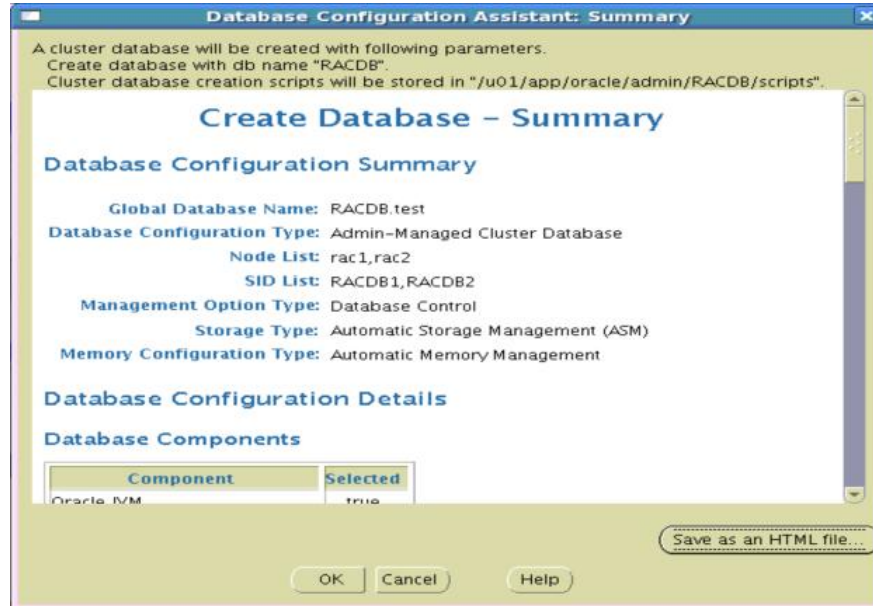 Database Configuration Assistant: Summary
A cluster database will be created with following parameters.
Create database with db name "RACDB".
Cluster database creation scripts will be stored in "/u01/app/oracle/admin/RACDB/scripts".
Create Database - Summary
Database Configuration Summary
Global Database Name: RACDB.test
Database Configuration Type: Admin-Managed Cluster Database
Node List: rac1,rac2
SID List: RACDB1,RACDB2
Management Option Type: Database Control
Storage Type: Automatic Storage Management (ASM)
Memory Configuration Type: Automatic Memory Management
Database Configuration Details
Database Components
Component Selected
Oracle JVM true
Save as an HTML file...
OK Cancel Help